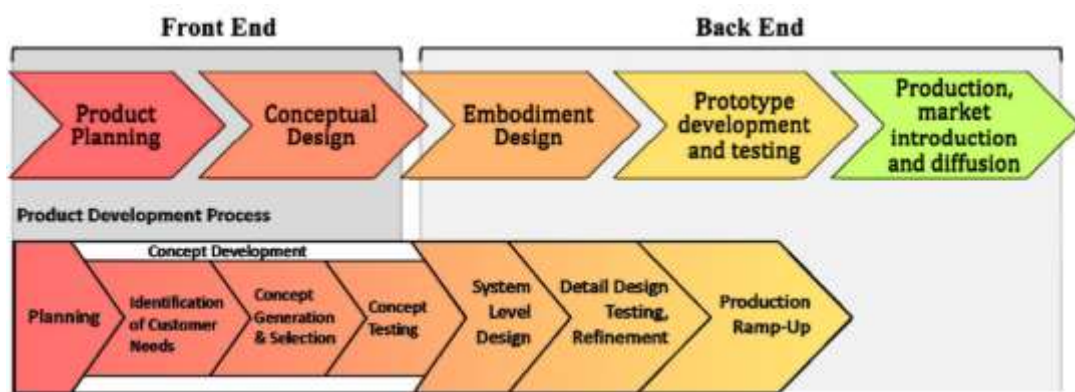 Front End
Back End
Product
Planning
Conceptual
Design
Embodiment
Design
Prototype
development
and testing
Production,
market
introduction
and diffusion
Product Development Process
Concept Development
Planning
Identification
of Customer
Needs
Concept
Generation
& Selection
Concept
Testing
System
Level
Design
Detail Design
Testing,
Refinement
Production
Ramp-Up